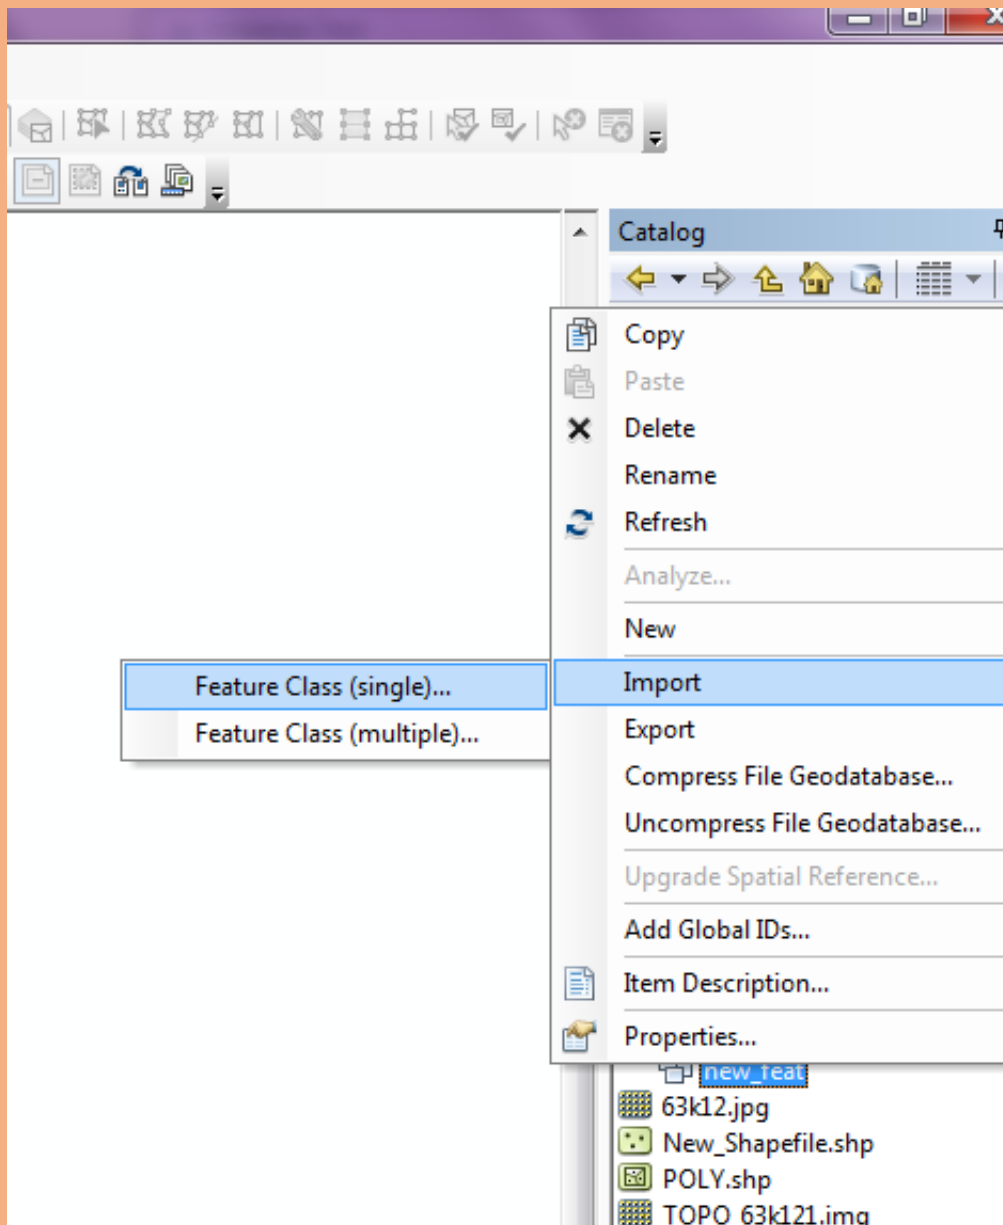 Catalog
Copy
Paste
Delete
Rename
Refresh
Analyze...
New
Import
Feature Class (single)...
Feature Class (multiple)...
Export
Compress File Geodatabase...
Uncompress File Geodatabase...
Upgrade Spatial Reference...
Add Global IDs...
Item Description...
Properties...
new_feat
63k12.jpg
New_Shapefile.shp
POLY.shp
TOPO_63k121.img